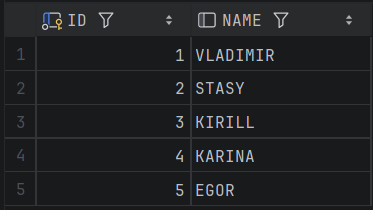 ID NAME
1 1 VLADIMIR
2 2 STASY
3 3 KIRILL
4 4 KARINA
5 5 EGOR